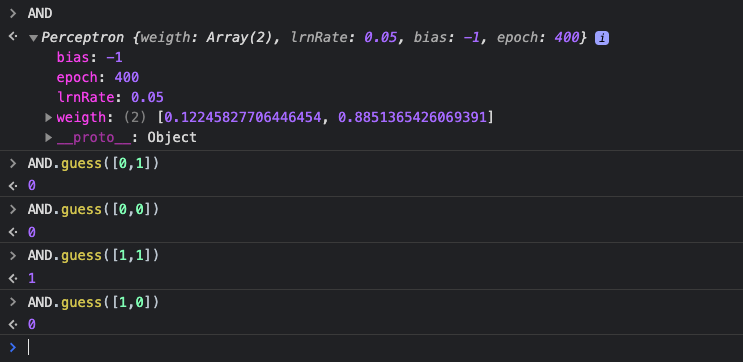 > AND
Perceptron {weigth: Array(2), lrnRate: 0.05, bias: -1, epoch: 400} i
bias: -1
epoch: 400
lrnRate: 0.05
weigth: (2) [0.12245827706446454, 0.8851365426069391]
__proto__: Object
> AND.guess([0,1])
0
> AND.guess([0,0])
0
> AND.guess([1,1])
1
> AND.guess([1,0])
0
>